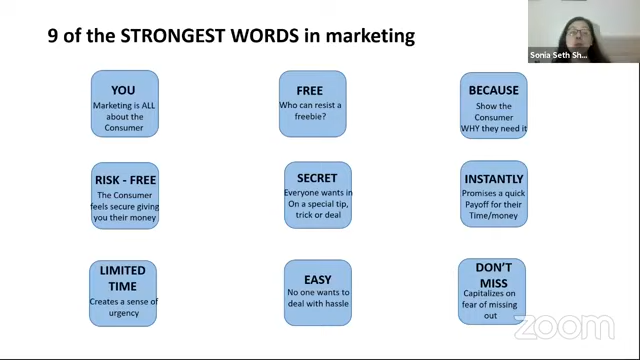 9 of the STRONGEST WORDS in marketing
Sonia Seth Sh...
YOU
Marketing is ALL
about the
Consumer
FREE
Who can resist a
freebie?
BECAUSE
Show the
Consumer
WHY they need it
RISK - FREE
The Consumer
feels secure giving
you their money
SECRET
Everyone wants in
On a special tip,
trick or deal
INSTANTLY
Promises a quick
Payoff for their
Time/money
LIMITED
TIME
Creates a sense of
urgency
EASY
No one wants to
deal with hassle
DON'T
MISS
Capitalizes on
fear of missing
out
zoom